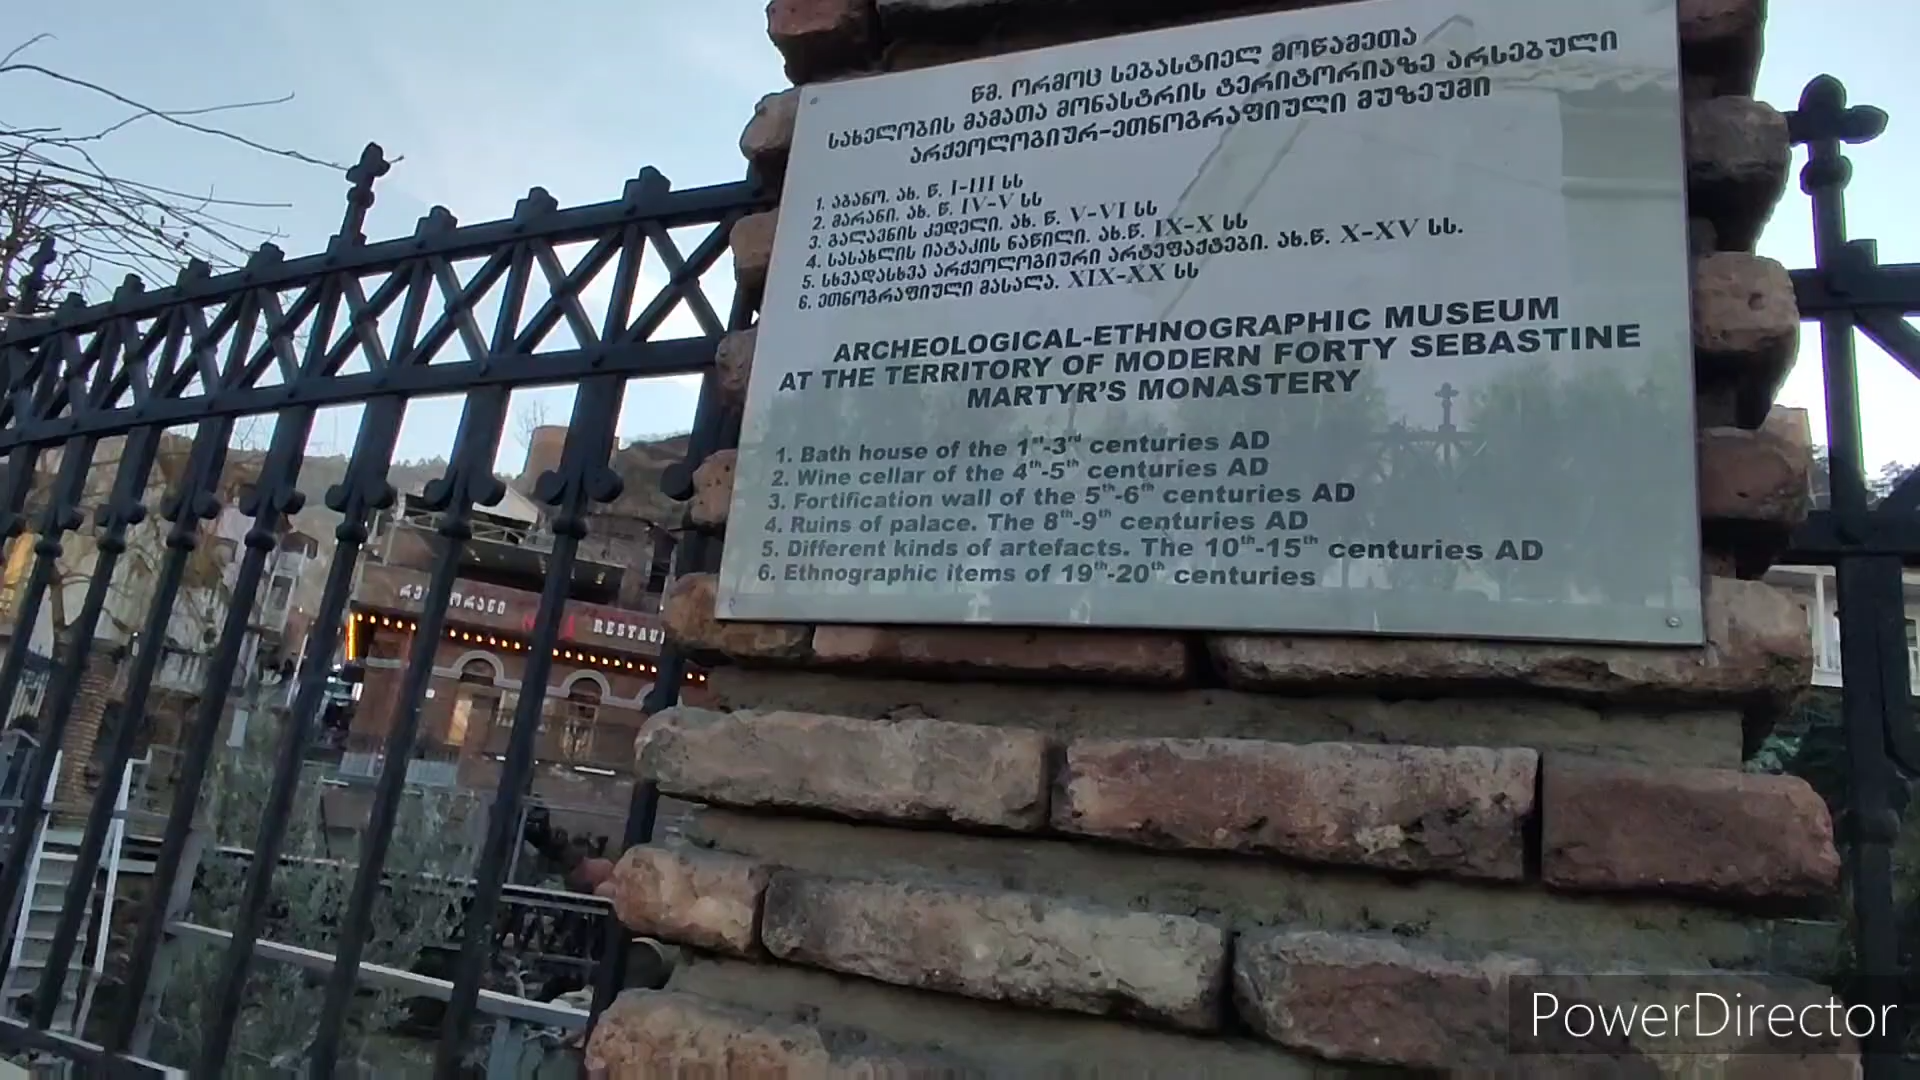 წმ. ორმოც სებასტიელ მოწამეთა
სახელობის მამათა მონასტრის ტერიტორიაზე არსებული
არქეოლოგიურ-ეთნოგრაფიული მუზეუმი
1. აბანო. ახ. წ. I-III სს
2. მარანი. ახ. წ. IV-V სს
3. გალავნის კედელი. ახ. წ. V-VI სს
4. სასახლის იატაკის ნაწილი. ახ.წ. IX-X სს
5. სხვადასხვა არქეოლოგიური არტეფაქტები. ახ.წ. X-XV სს.
6. ეთნოგრაფიული მასალა. XIX-XX სს
ARCHEOLOGICAL-ETHNOGRAPHIC MUSEUM
AT THE TERRITORY OF MODERN FORTY SEBASTINE
MARTYR'S MONASTERY
1. Bath house of the 1st-3rd centuries AD
2. Wine cellar of the 4th-5th centuries AD
3. Fortification wall of the 5th-6th centuries AD
4. Ruins of palace. The 8th-9th centuries AD
5. Different kinds of artefacts. The 10th-15th centuries AD
6. Ethnographic items of 19th-20th centuries
PowerDirector